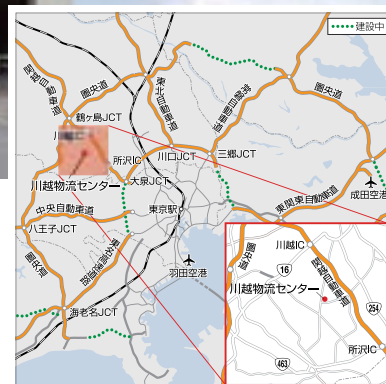 建設中
関越自動車道
圏央道
東北自動車道
常磐自動車道
圏央道
鶴ヶ島JCT
川
所沢IC
川口JCT
三郷JCT
大泉JCT
川越物流センター
東関東自動車道
成田空港
中央自動車道
東京駅
八王子JCT
東名高速道路
羽田空港
圏央道
海老名JCT
圏央道
川越IC
関越自動車道
16
川越物流センター
254
所沢IC
463